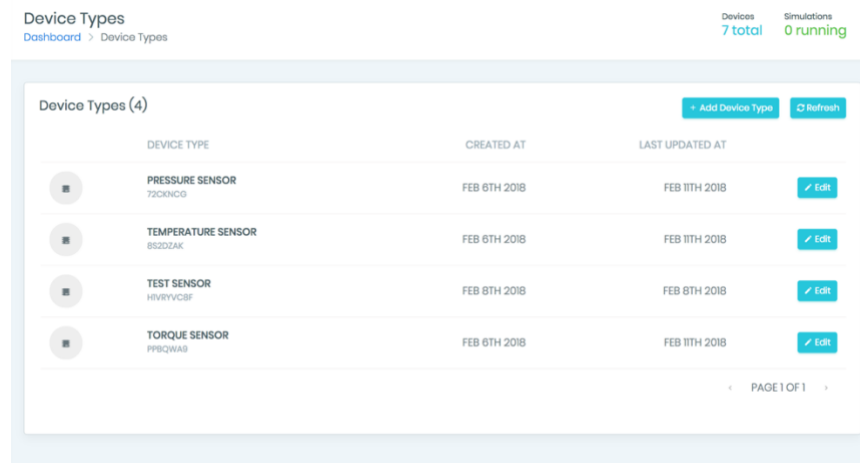 Device Types
Dashboard > Device Types
Devices
7 total
Simulations
0 running
Device Types (4)
+ Add Device Type
Refresh
DEVICE TYPE CREATED AT LAST UPDATED AT
PRESSURE SENSOR
72CKNCG
FEB 6TH 2018 FEB 11TH 2018 Edit
TEMPERATURE SENSOR
BS2DZAK
FEB 6TH 2018 FEB 11TH 2018 Edit
TEST SENSOR
H1VRYVCBF
FEB 8TH 2018 FEB 8TH 2018 Edit
TORQUE SENSOR
PPBQWA9
FEB 6TH 2018 FEB 11TH 2018 Edit
< PAGE 1 OF 1 >